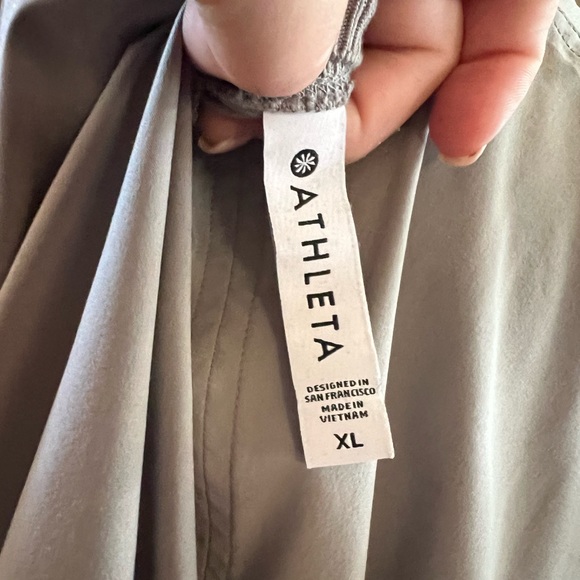 ATHLETA
DESIGNED IN
SAN FRANCISCO
MADE IN
VIETNAM
XL